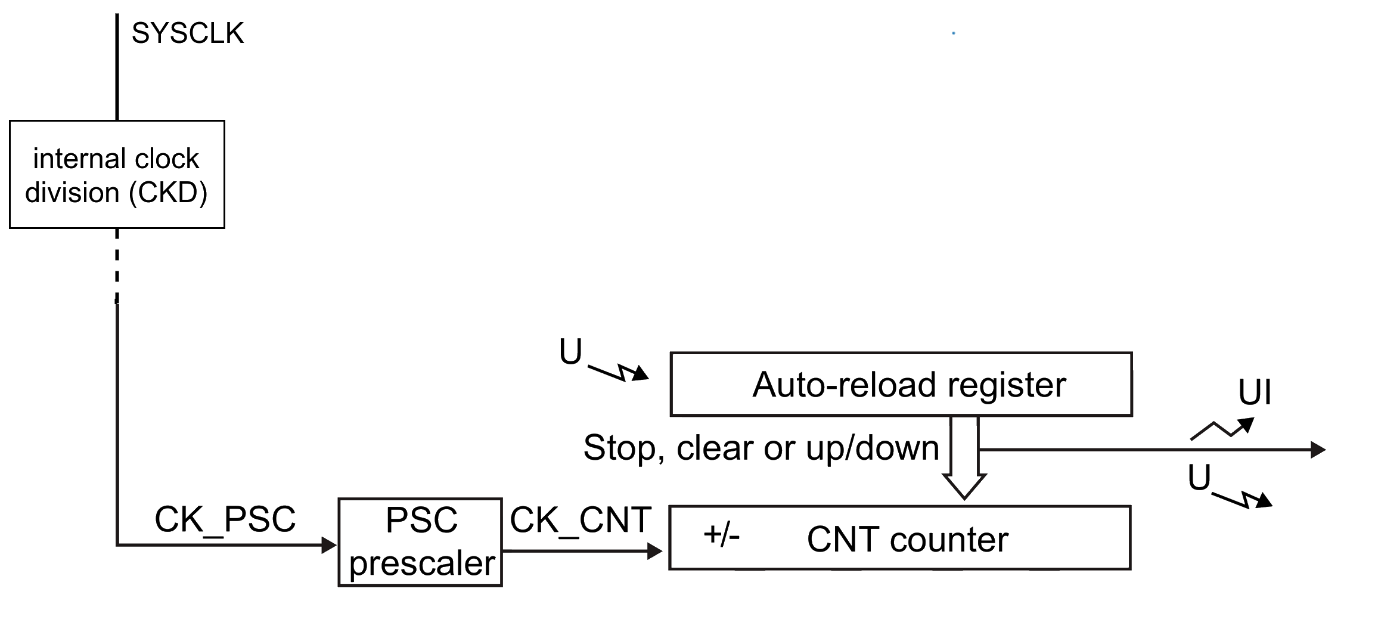 SYSCLK
internal clock
division (CKD)
U
Auto-reload register
UI
Stop, clear or up/down
U
CK_PSC
PSC
prescaler
CK_CNT
+/-
CNT counter